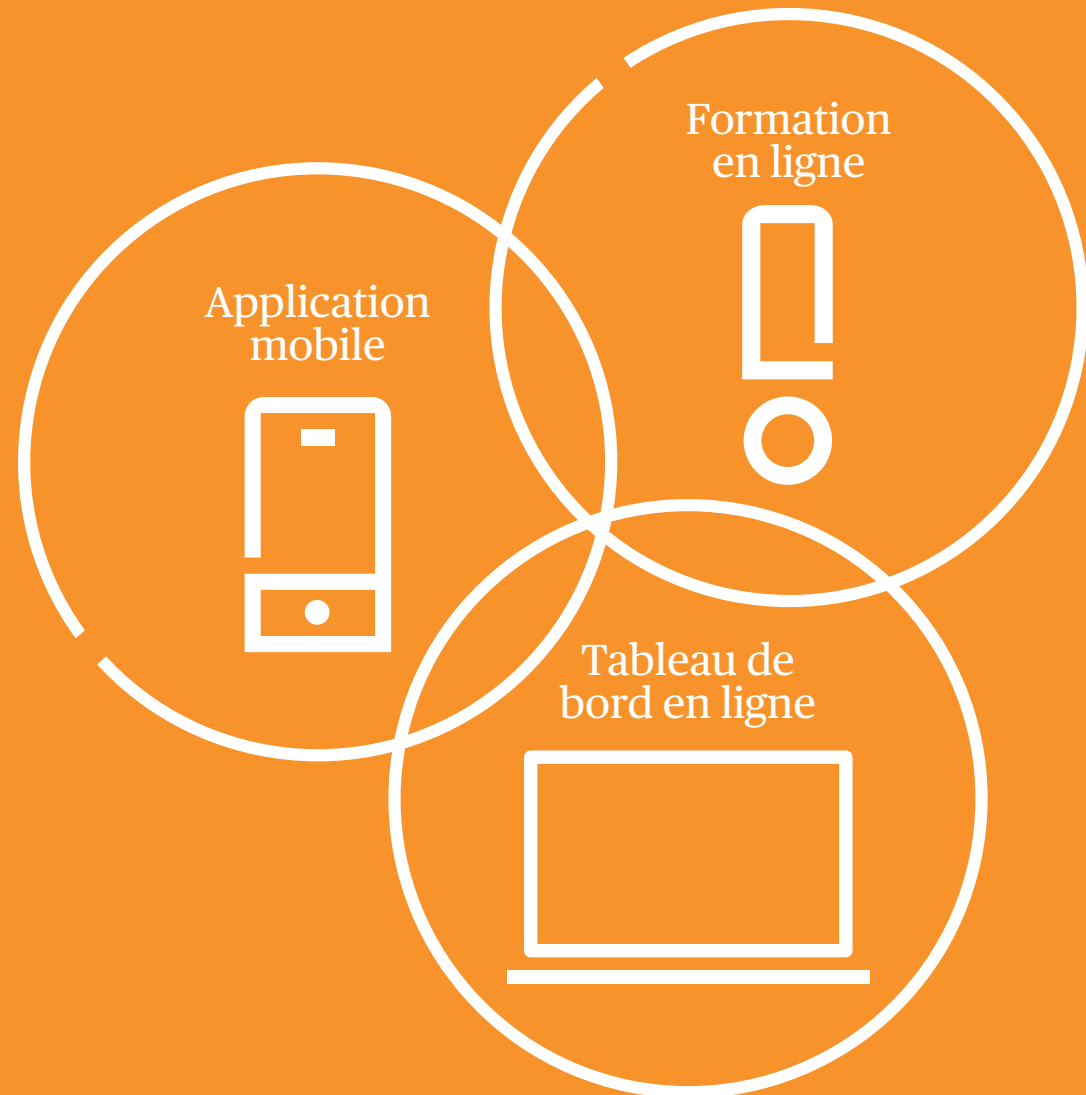 Formation
en ligne
Application
mobile
Tableau de
bord en ligne